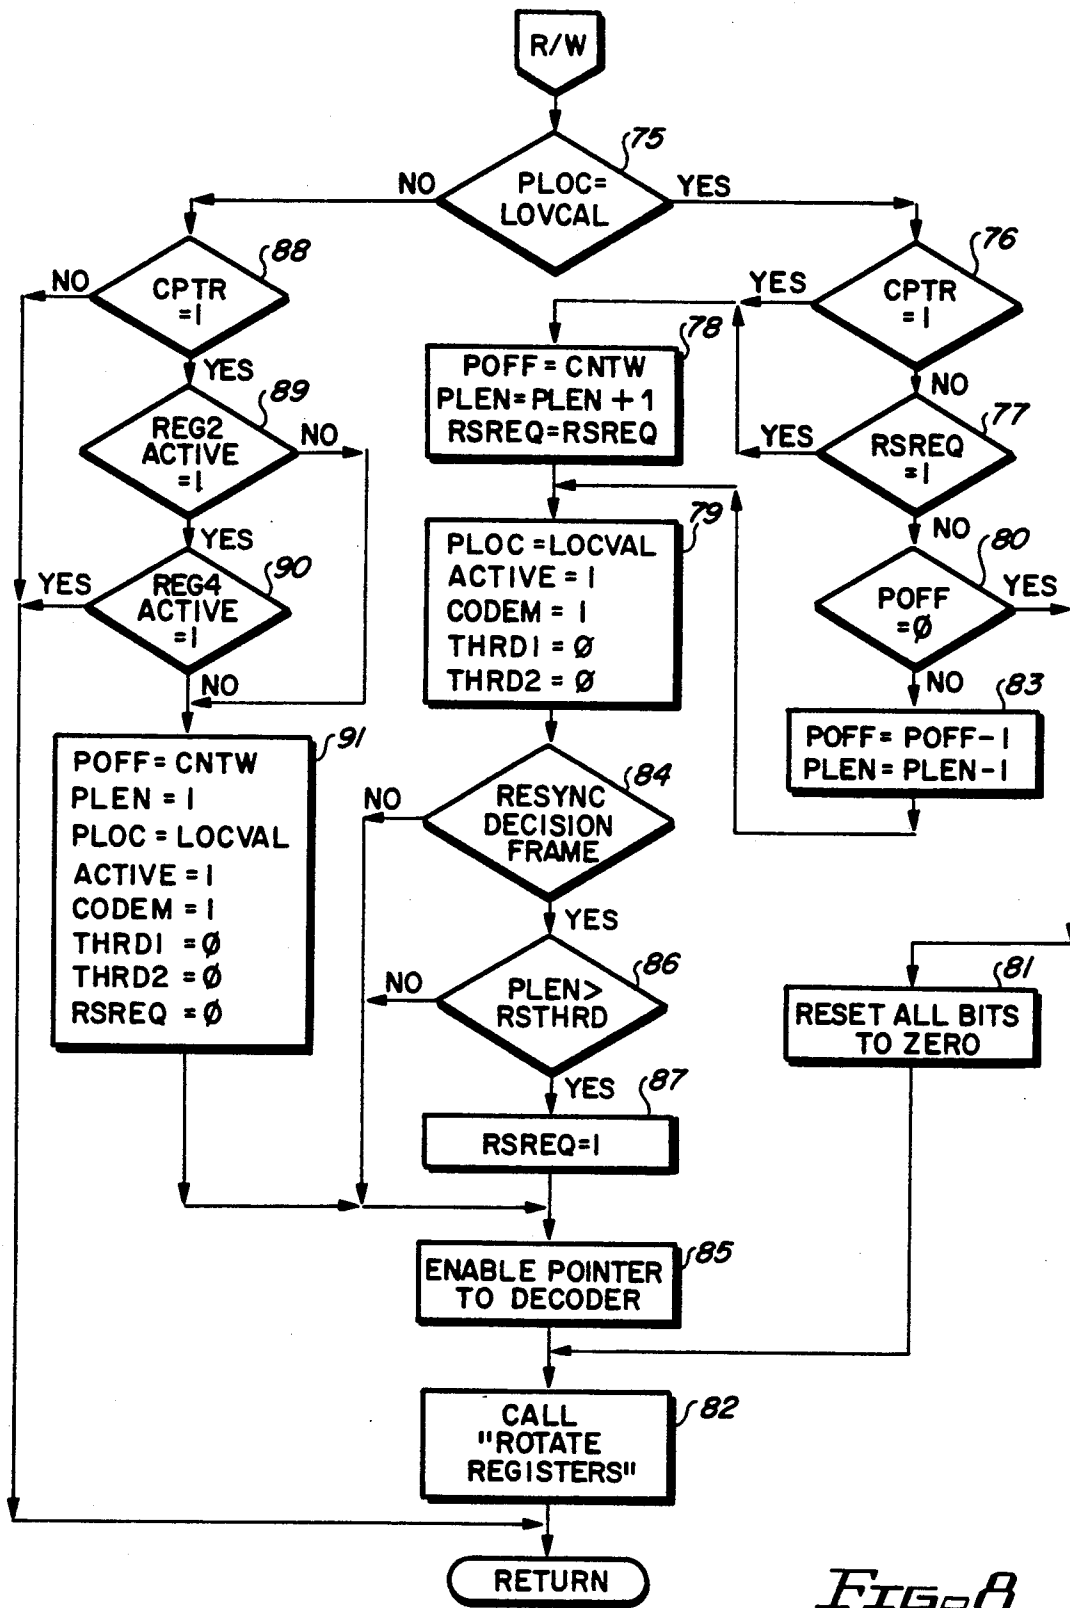 R/W
75
PLOC=
LOVCAL
NO
YES
88
CPTR
=1
NO
YES
76
CPTR
=1
YES
NO
78
POFF = CNTW
PLEN=PLEN + 1
RSREQ=RSREQ
89
REG2
ACTIVE
=1
NO
YES
77
RSREQ
=1
YES
NO
79
PLOC = LOCVAL
ACTIVE = 1
CODEM = 1
THRD1 = Ø
THRD2 = Ø
90
REG4
ACTIVE
=1
YES
NO
80
POFF
=Ø
YES
NO
83
POFF= POFF-1
PLEN=PLEN-1
91
POFF= CNTW
PLEN = 1
PLOC = LOCVAL
ACTIVE = 1
CODEM = 1
THRD1 = Ø
THRD2 = Ø
RSREQ = Ø
84
RESYNC
DECISION
FRAME
NO
YES
86
PLEN>
RSTHRD
NO
YES
81
RESET ALL BITS
TO ZERO
87
RSREQ=1
85
ENABLE POINTER
TO DECODER
82
CALL
"ROTATE
REGISTERS"
RETURN
FIG. 8